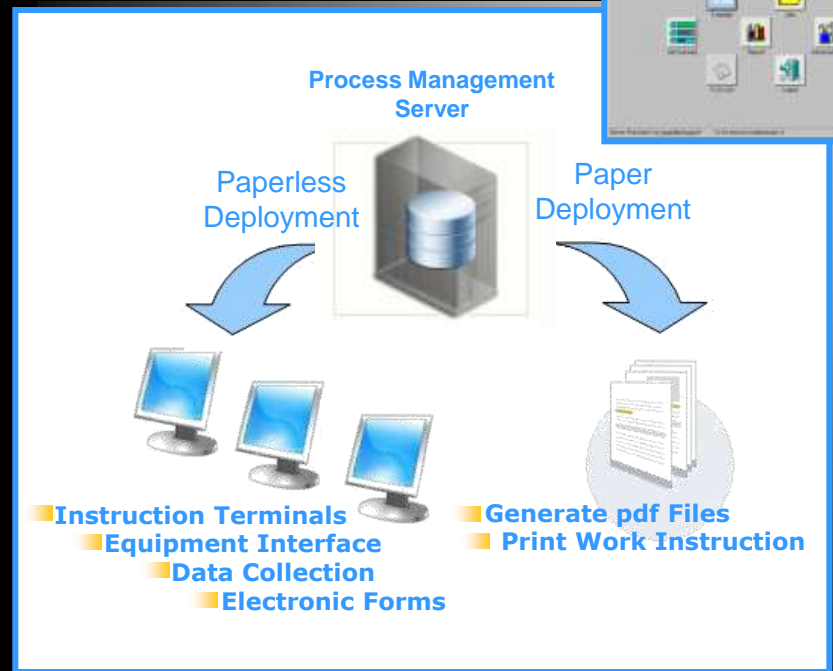 Process Management
Server
Paperless
Deployment
Paper
Deployment
Instruction Terminals
Equipment Interface
Data Collection
Electronic Forms
Generate pdf Files
Print Work Instruction